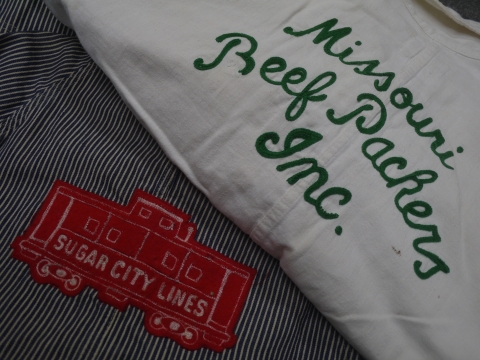 Missouri
Beef Packers
Inc.
SUGAR CITY LINES